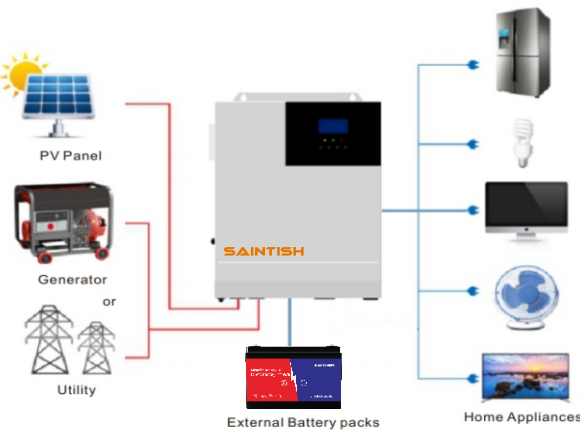 PV Panel
Generator
or
Utility
SAINTISH
External Battery packs
Home Appliances